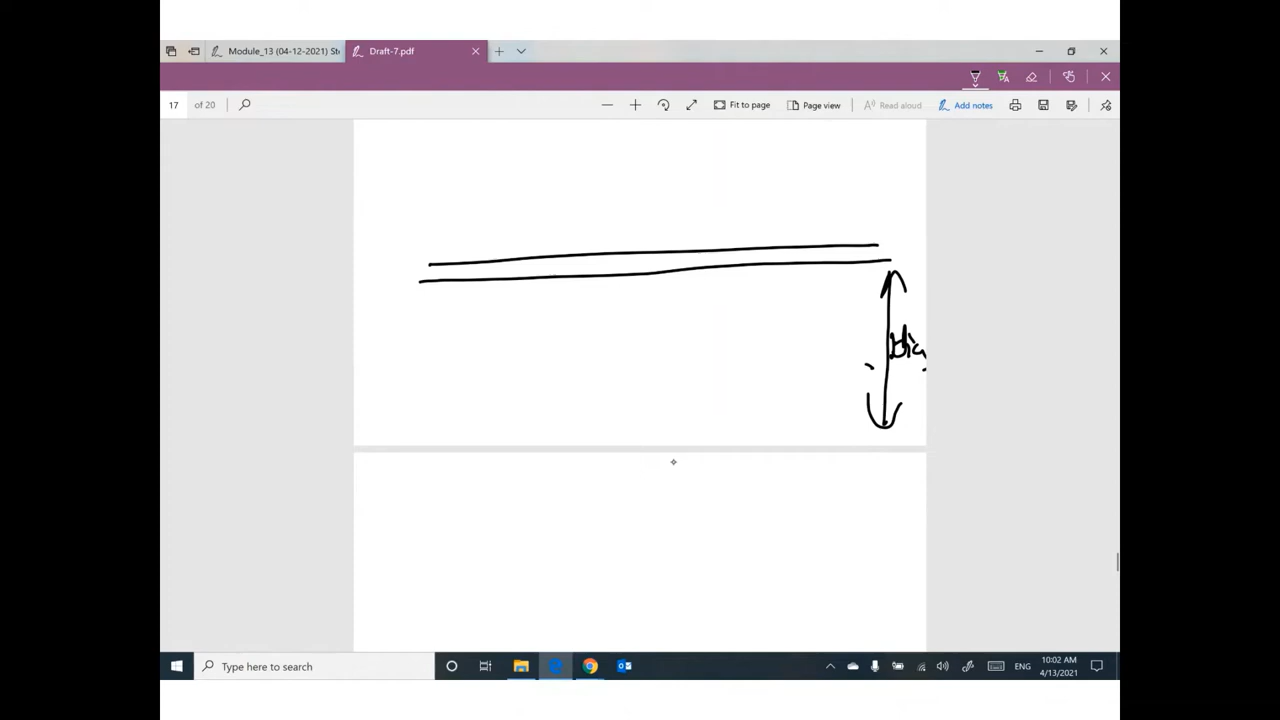 Module_13 (04-12-2021) St
Draft-7.pdf
17 of 20
Fit to page
Page view
A Read aloud
Add notes
Type here to search
ENG
10:02 AM
4/13/2021